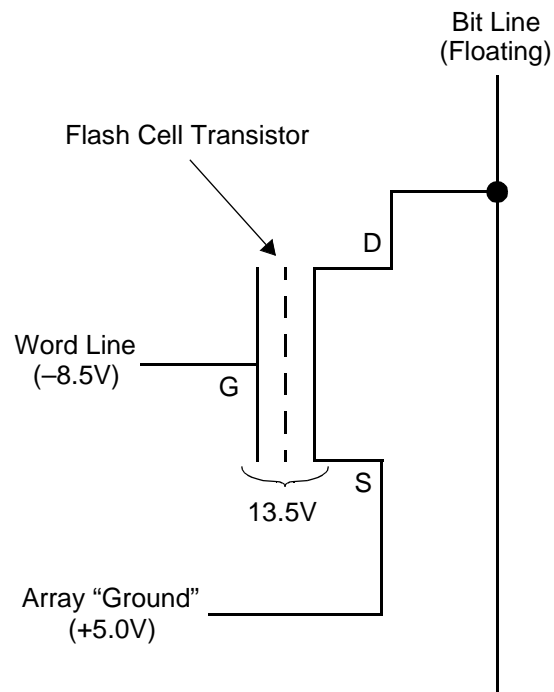 Bit Line
(Floating)
Flash Cell Transistor
D
Word Line
(–8.5V)
G
S
13.5V
Array “Ground”
(+5.0V)